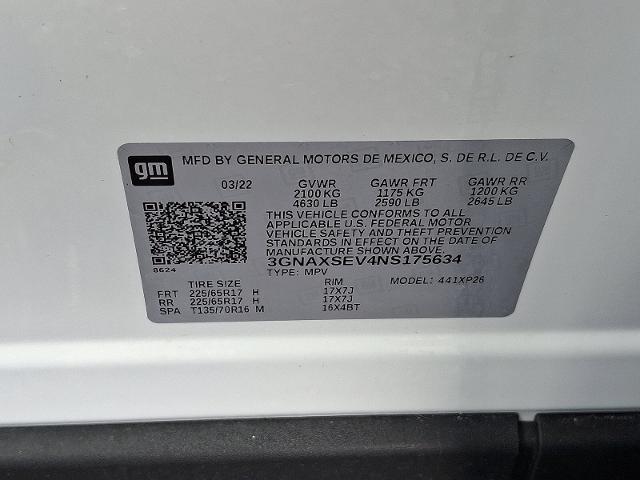 gm MFD BY GENERAL MOTORS DE MEXICO, S. DE R.L. DE C.V.
03/22 GVWR GAWR FRT GAWR RR
2100 KG 1175 KG 1200 KG
4630 LB 2590 LB 2645 LB
THIS VEHICLE CONFORMS TO ALL
APPLICABLE U.S. FEDERAL MOTOR
VEHICLE SAFETY AND THEFT PREVENTION
STANDARDS IN EFFECT ON THE DATE OF
MANUFACTURE SHOWN ABOVE.
3GNAXSEV4NS175634
8624 TYPE: MPV MODEL: 441XP26
TIRE SIZE RIM
FRT 225/65R17 H 17X7J
RR 225/65R17 H 17X7J
SPA T135/70R16 M 16X4BT